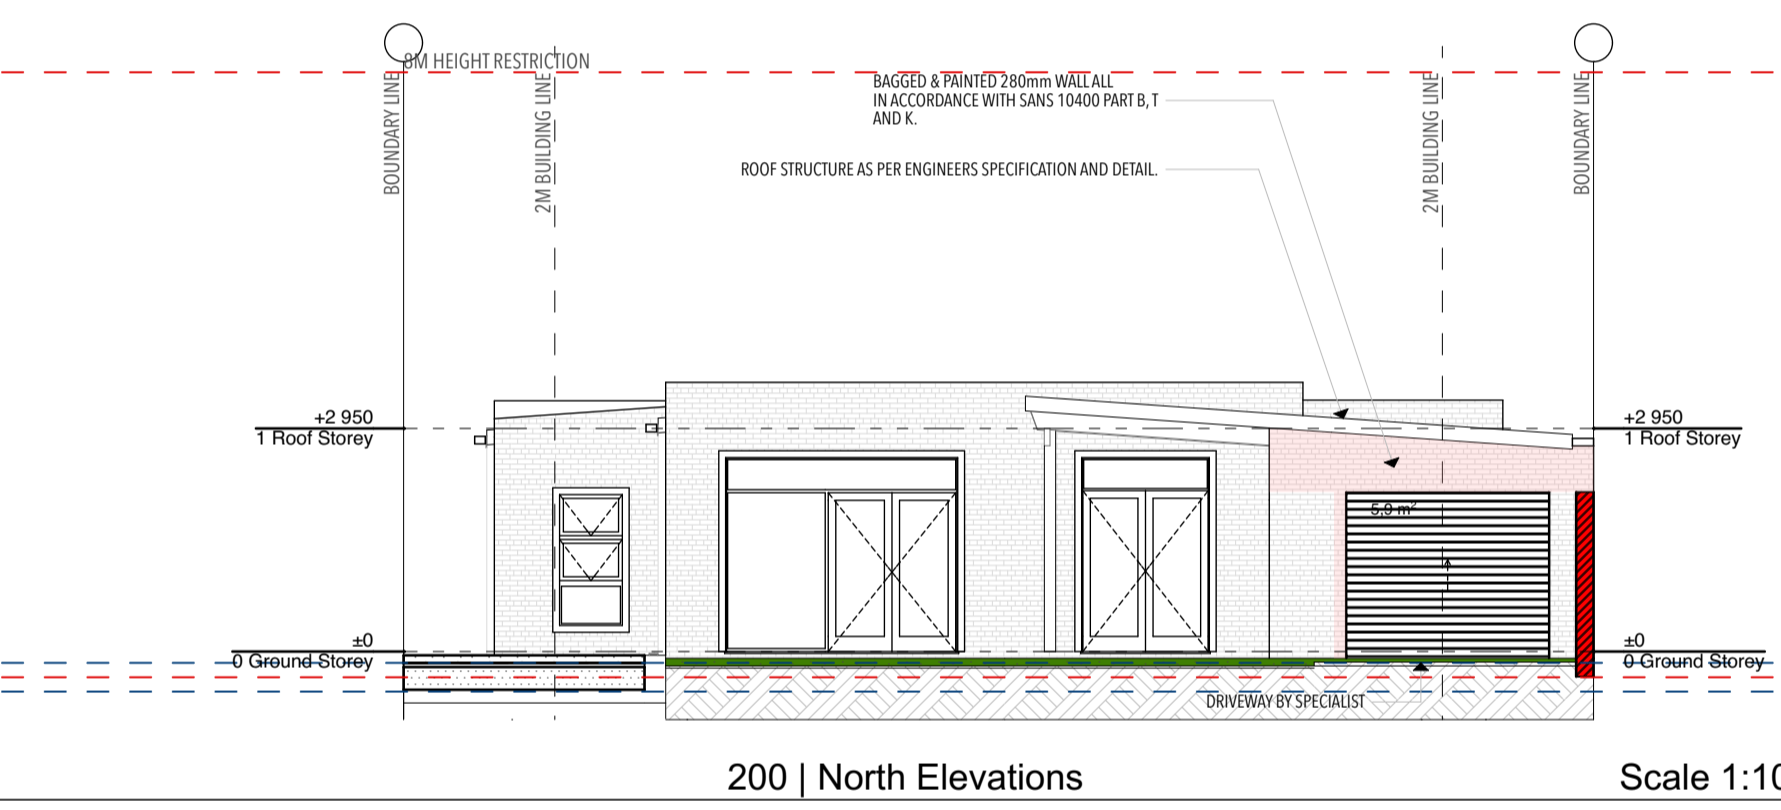 8M HEIGHT RESTRICTION
BOUNDARY LINE
2M BUILDING LINE
BAGGED & PAINTED 280mm WALL ALL
IN ACCORDANCE WITH SANS 10400 PART B, T
AND K.
ROOF STRUCTURE AS PER ENGINEERS SPECIFICATION AND DETAIL.
2M BUILDING LINE
BOUNDARY LINE
+2 950
1 Roof Storey
+2 950
1 Roof Storey
5,9 m²
±0
0 Ground Storey
±0
0 Ground Storey
DRIVEWAY BY SPECIALIST
200 | North Elevations
Scale 1:10